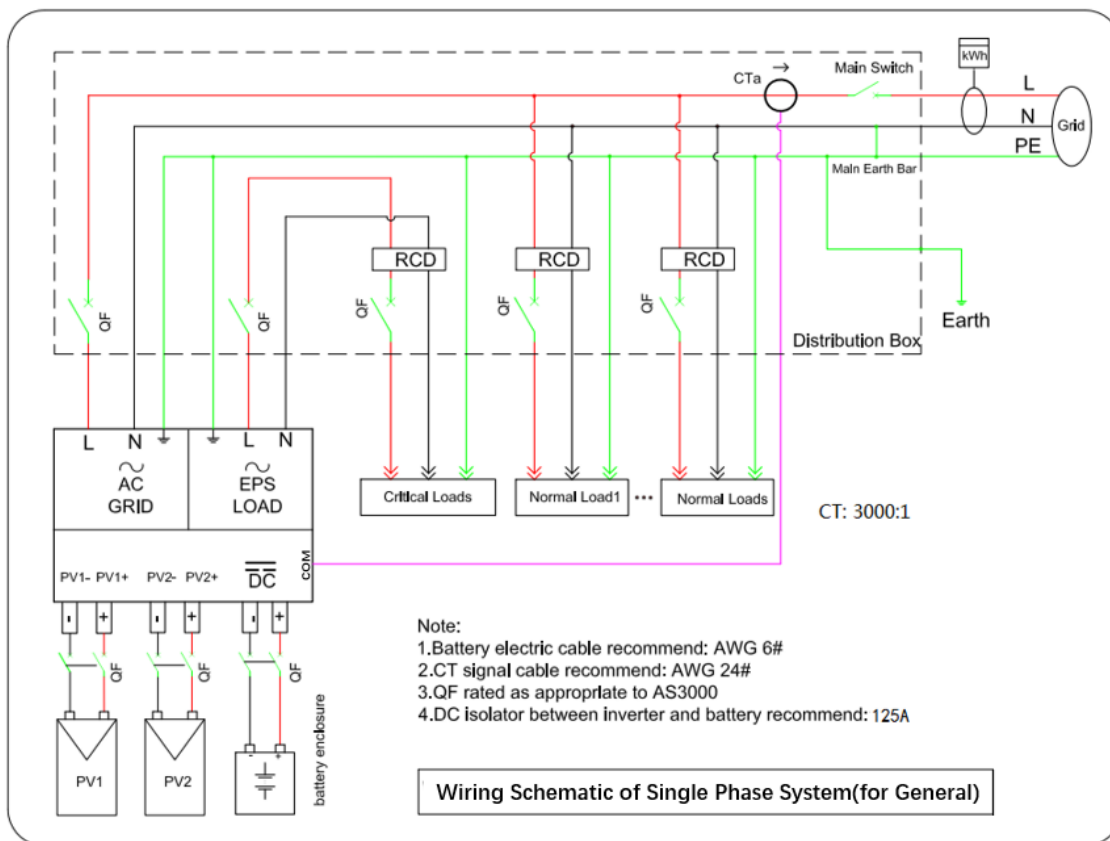 kWh
CTa
→
Main Switch
L
N
PE
Grid
Main Earth Bar
RCD
RCD
RCD
QF
QF
QF
QF
QF
Earth
Distribution Box
L
N
L
N
AC
GRID
EPS
LOAD
Critical Loads
Normal Load1
•••
Normal Loads
CT: 3000:1
PV1-
PV1+
PV2-
PV2+
DC
COM
-
+
-
+
-
+
QF
QF
QF
Note:
1.Battery electric cable recommend: AWG 6#
2.CT signal cable recommend: AWG 24#
3.QF rated as appropriate to AS3000
4.DC isolator between inverter and battery recommend: 125A
PV1
PV2
-
+
battery enclosure
Wiring Schematic of Single Phase System(for General)